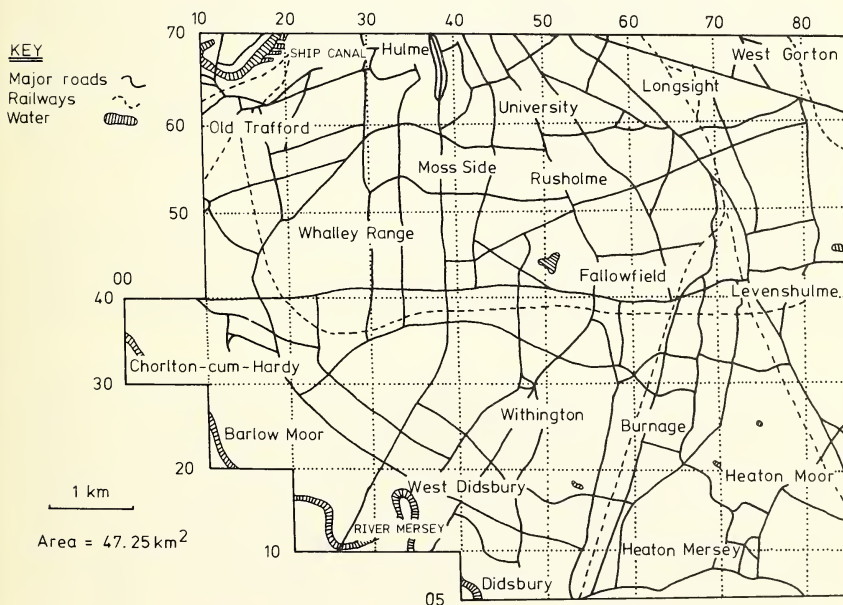 10 20 30 40 50 60 70 80
70
KEY
Major roads
Railways
Water
SHIP CANAL
Hulme
West Gorton
Longsight
University
60
Old Trafford
Moss Side
Rusholme
50
Whalley Range
Fallowfield
00
Levenshulme
40
Chorlton-cum-Hardy
30
Withington
Barlow Moor
Burnage
20
Heaton Moor
West Didsbury
1 km
RIVER MERSEY
Area = 47.25 km²
10
Heaton Mersey
Didsbury
05